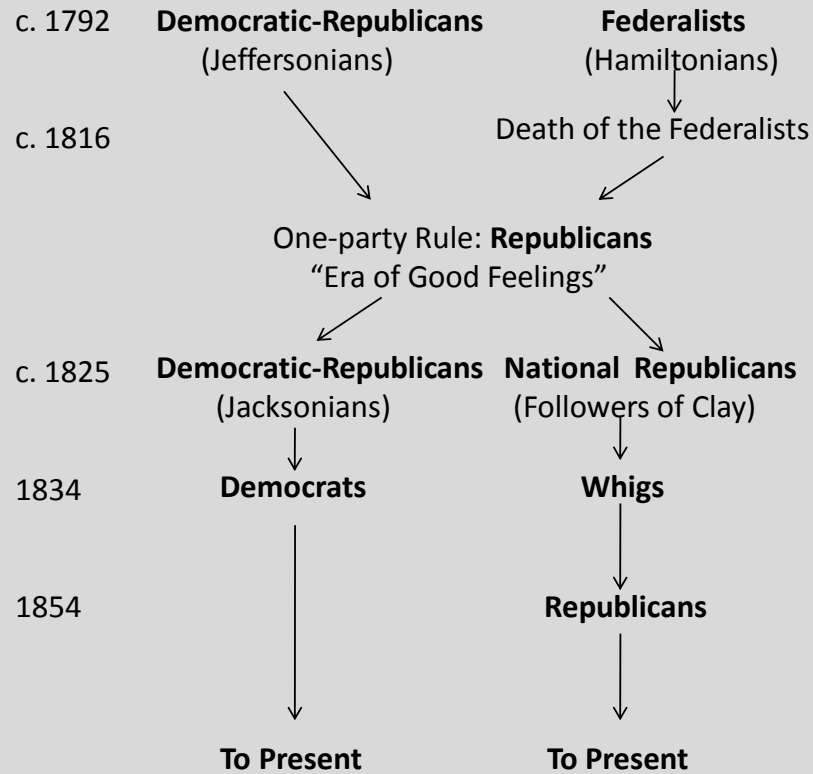 c. 1792 Democratic-Republicans Federalists
(Jeffersonians) (Hamiltonians)
c. 1816 Death of the Federalists
One-party Rule: Republicans
“Era of Good Feelings”
c. 1825 Democratic-Republicans National Republicans
(Jacksonians) (Followers of Clay)
1834 Democrats Whigs
1854 Republicans
To Present To Present